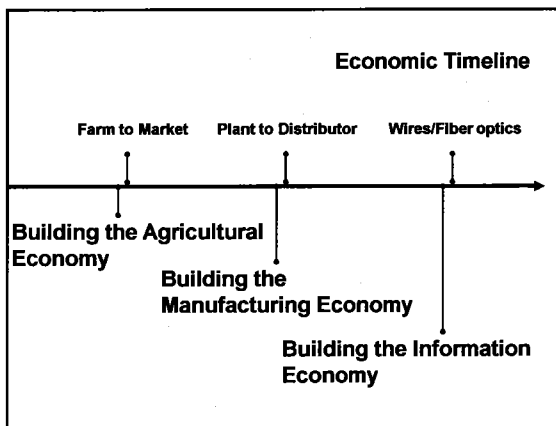 Economic Timeline
Farm to Market
Plant to Distributor
Wires/Fiber optics
Building the Agricultural
Economy
Building the
Manufacturing Economy
Building the Information
Economy